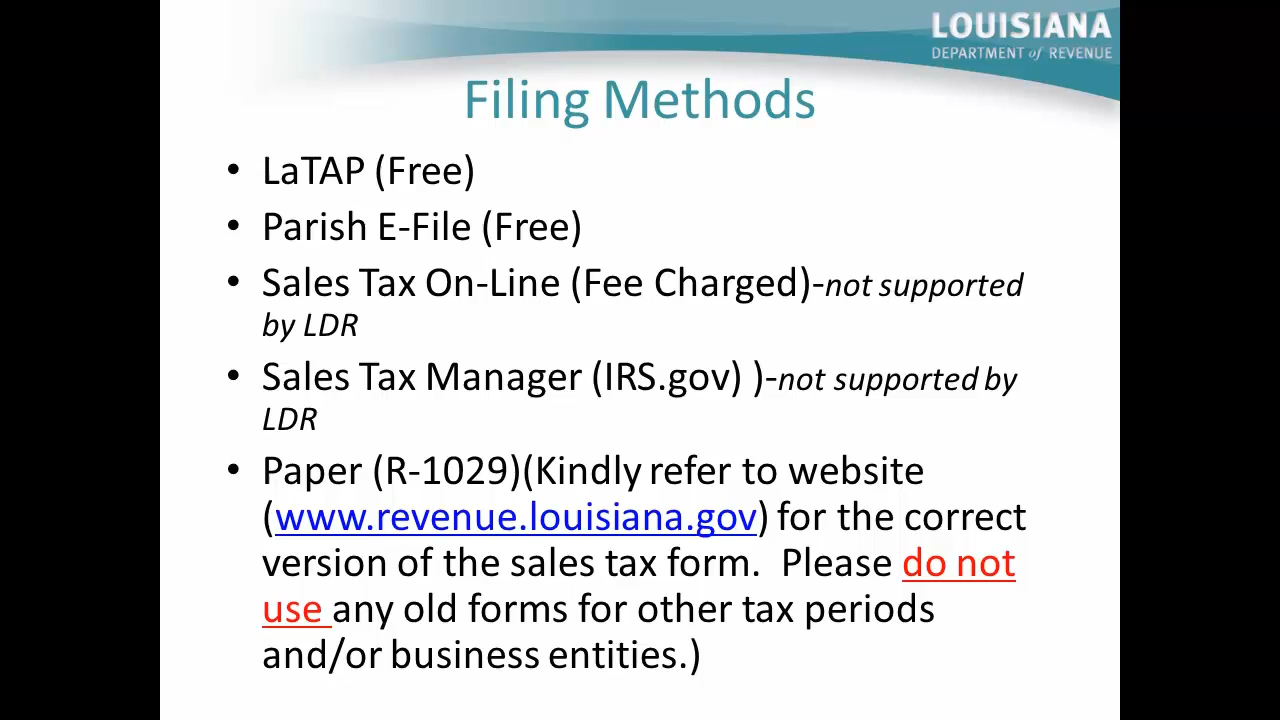 LOUISIANA
DEPARTMENT of REVENUE
Filing Methods
• LaTAP (Free)
• Parish E-File (Free)
• Sales Tax On-Line (Fee Charged)-not supported
by LDR
• Sales Tax Manager (IRS.gov) )-not supported by
LDR
• Paper (R-1029)(Kindly refer to website
(www.revenue.louisiana.gov) for the correct
version of the sales tax form.  Please do not
use any old forms for other tax periods
and/or business entities.)